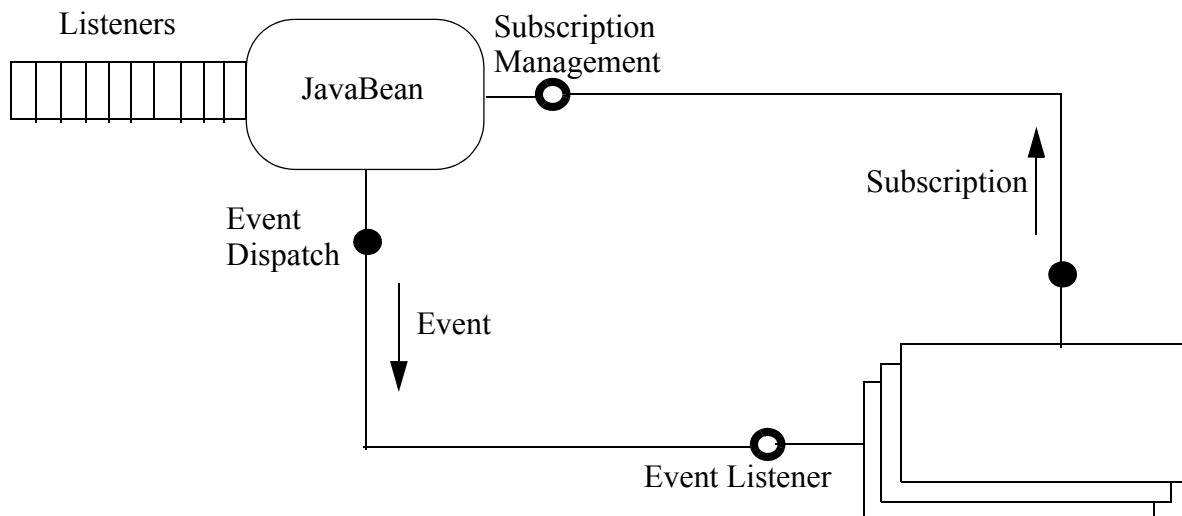 Listeners
JavaBean
Subscription
Management
Subscription
Event
Dispatch
Event
Event Listener